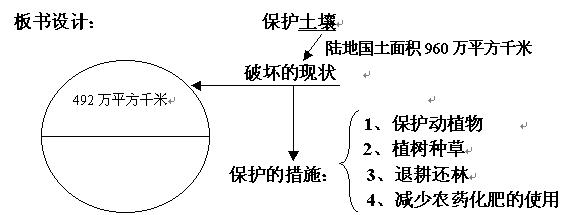 板书设计：
保护土壤
陆地国土面积960万平方千米
破坏的现状
492万平方千米
1、保护动植物
2、植树种草
保护的措施：
3、退耕还林
4、减少农药化肥的使用